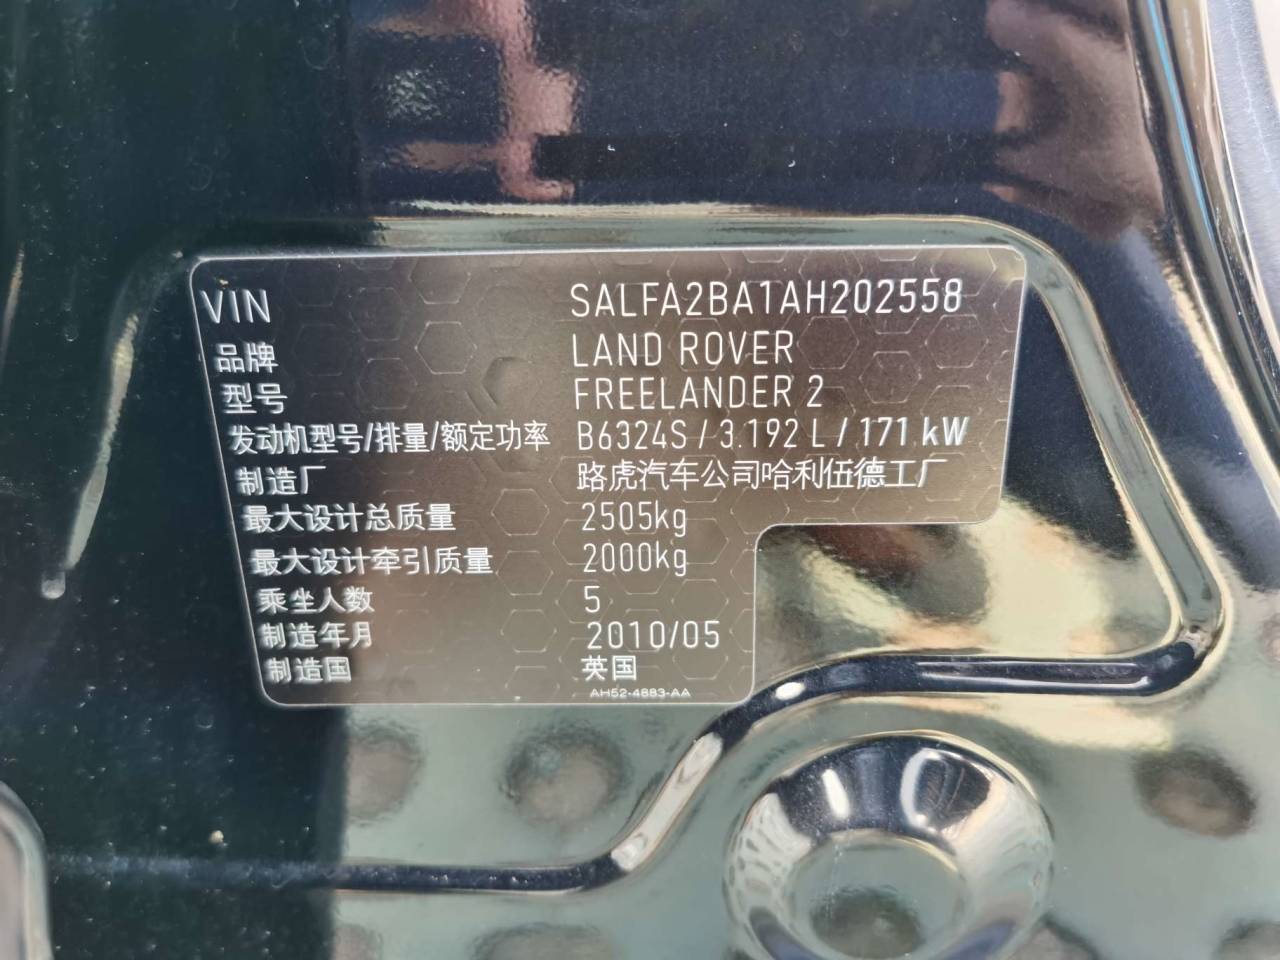 VIN SALFA2BA1AH202558
品牌 LAND ROVER
型号 FREELANDER 2
发动机型号/排量/额定功率 B6324S / 3.192 L / 171 kW
制造厂 路虎汽车公司哈利伍德工厂
最大设计总质量 2505kg
最大设计牵引质量 2000kg
乘坐人数 5
制造年月 2010/05
制造国 英国
AH52-4883-AA